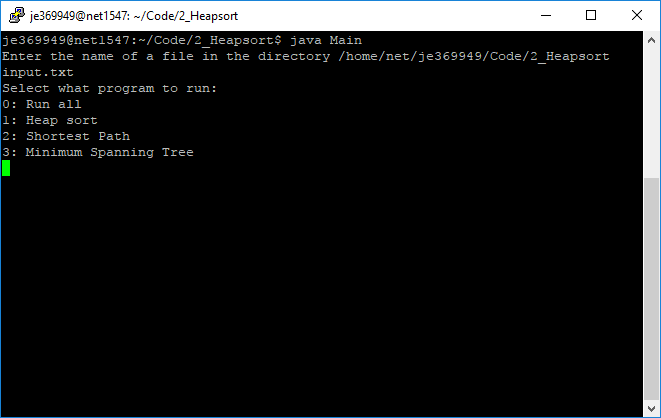 je369949@net1547: ~/Code/2_Heapsort
je369949@net1547:~/Code/2_Heapsort$ java Main
Enter the name of a file in the directory /home/net/je369949/Code/2_Heapsort
input.txt
Select what program to run:
0: Run all
1: Heap sort
2: Shortest Path
3: Minimum Spanning Tree